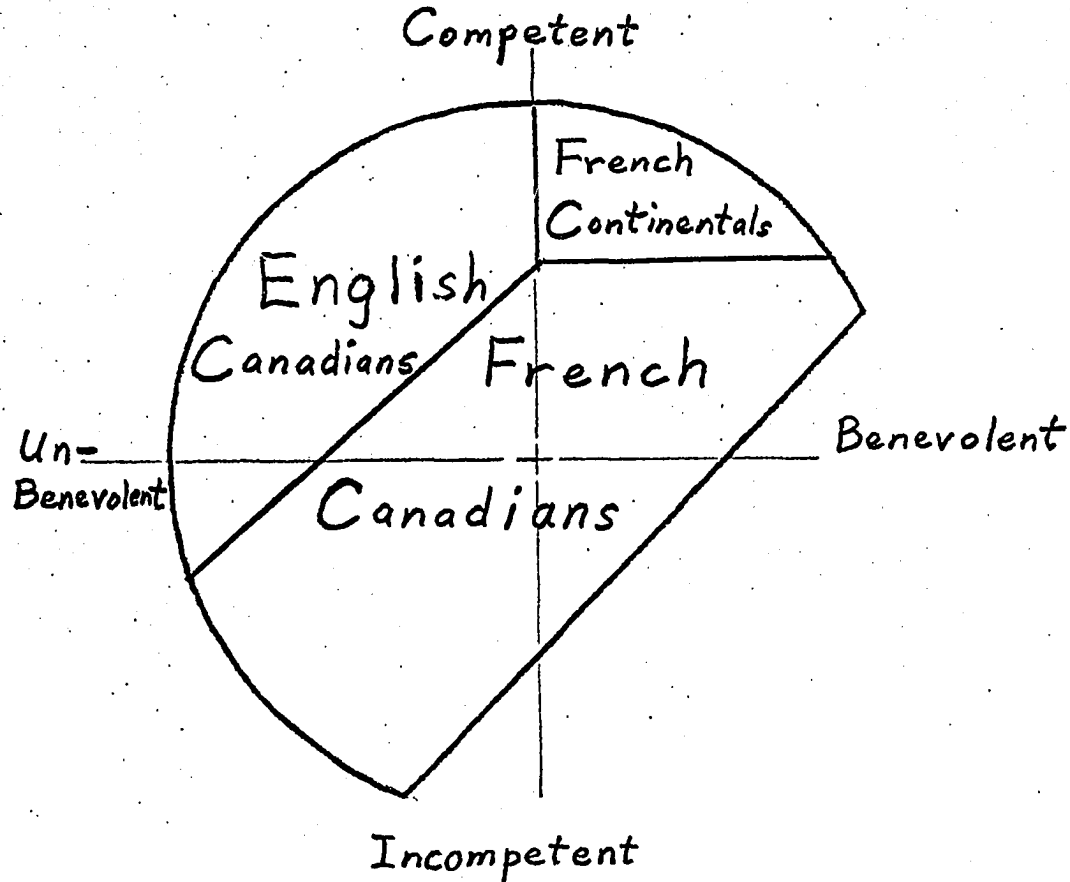 Competent
French
Continentals
English
Canadians
French
Un-
Benevolent
Benevolent
Canadians
Incompetent